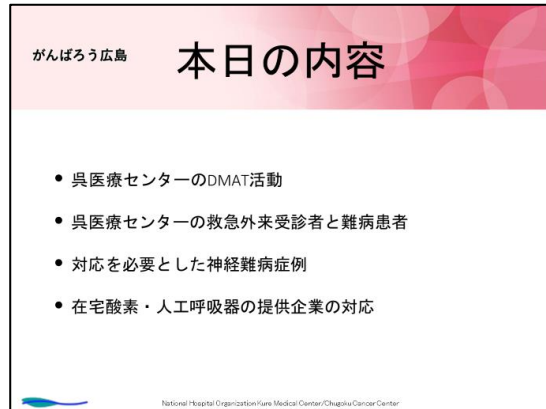 がんばろう広島
本日の内容
• 呉医療センターのDMAT活動
• 呉医療センターの救急外来受診者と難病患者
• 対応を必要とした神経難病症例
• 在宅酸素・人工呼吸器の提供企業の対応
National Hospital Organization Kure Medical Center/Chugoku Cancer Center